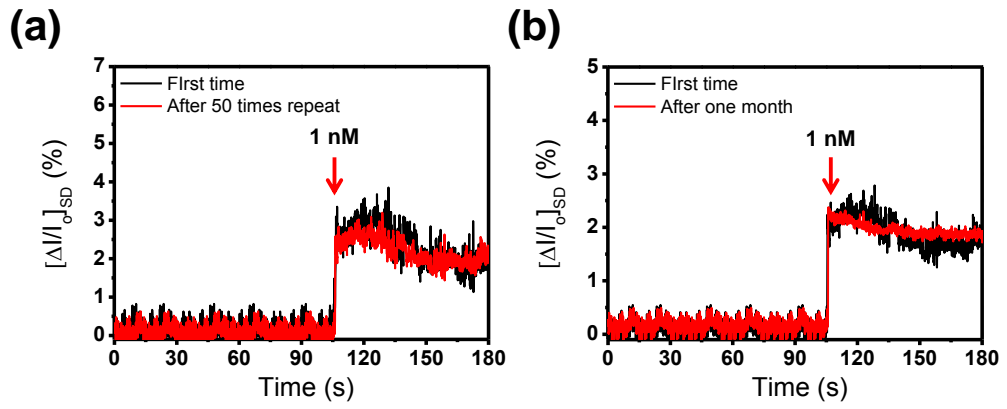 (a)
7
6
5
4
3
2
1
0
[ΔI/I₀]SD (%)
FIrst time
After 50 times repeat
1 nM
0 30 60 90 120 150 180
Time (s)
(b)
5
4
3
2
1
0
[ΔI/I₀]SD (%)
FIrst time
After one month
1 nM
0 30 60 90 120 150 180
Time (s)